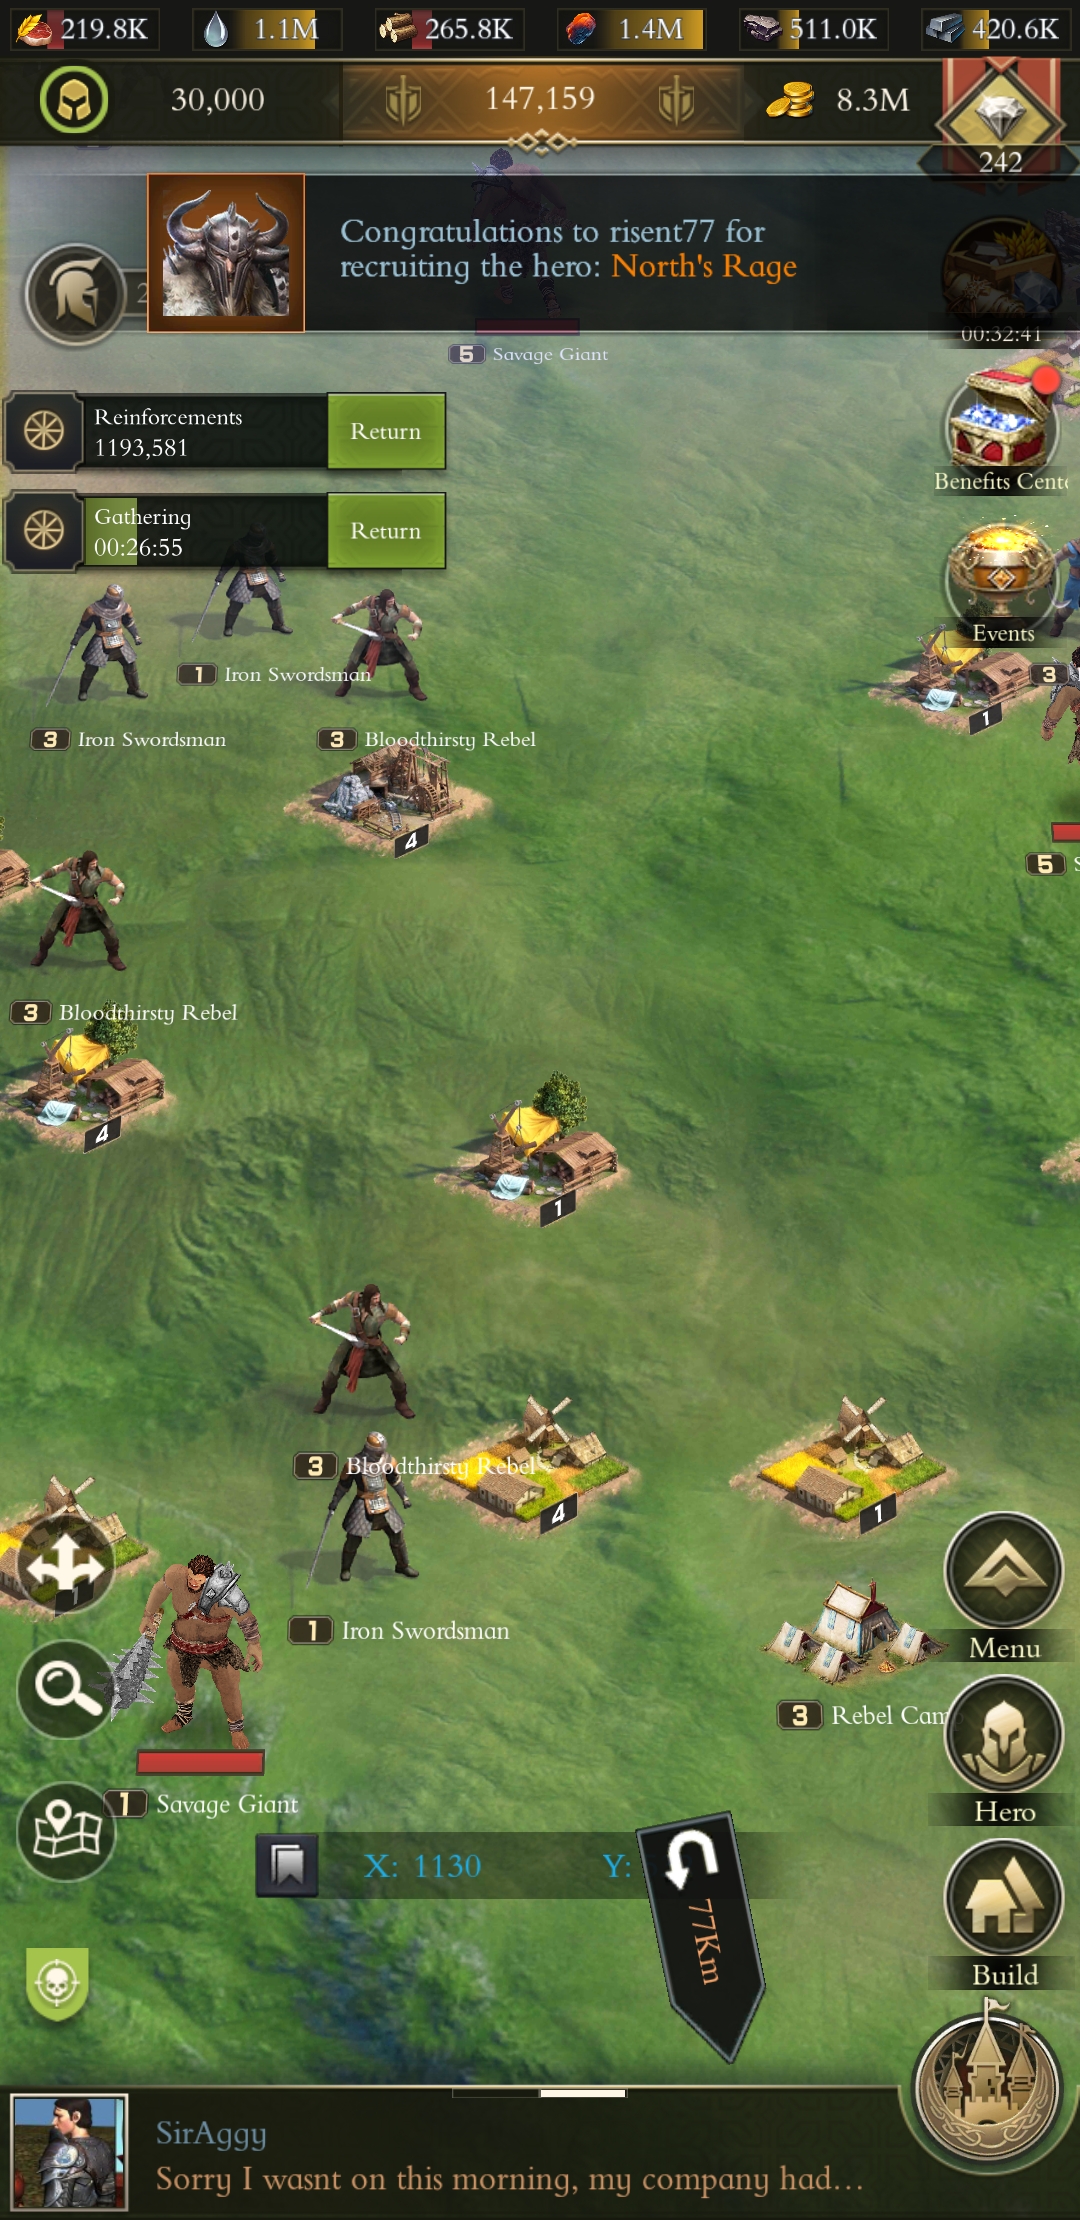 219.8K
1.1M
265.8K
1.4M
511.0K
420.6K
30,000
147,159
8.3M
242
Congratulations to risent77 for
recruiting the hero: North's Rage
2
00:32:41
5 Savage Giant
Reinforcements
1193,581
Return
Benefits Cente
Gathering
00:26:55
Return
Events
1 Iron Swordsman
3
1
3 Iron Swordsman
3 Bloodthirsty Rebel
4
5 S
3 Bloodthirsty Rebel
4
1
3 Bloodthirsty Rebel
4
1
1
1 Iron Swordsman
Menu
3 Rebel Cam
1 Savage Giant
Hero
X: 1130
Y:
77Km
Build
SirAggy
Sorry I wasnt on this morning, my company had...